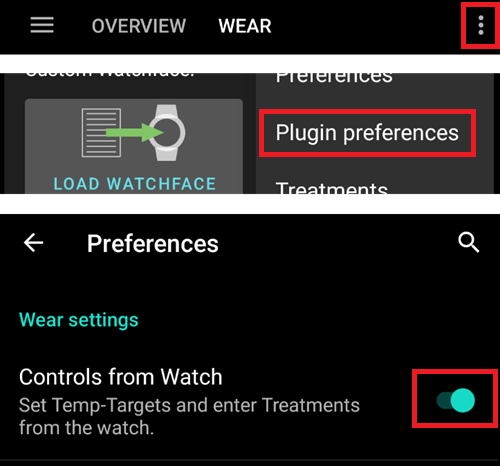 OVERVIEW WEAR
Custom Watchface:
Preferences
Plugin preferences
LOAD WATCHFACE
Treatments
Preferences
Wear settings
Controls from Watch
Set Temp-Targets and enter Treatments
from the watch.